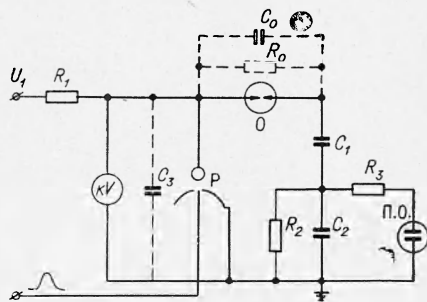 C₀
R₀
U₁
R₁
O
C₁
kV
C₃
P
R₃
R₂
C₂
П.О.